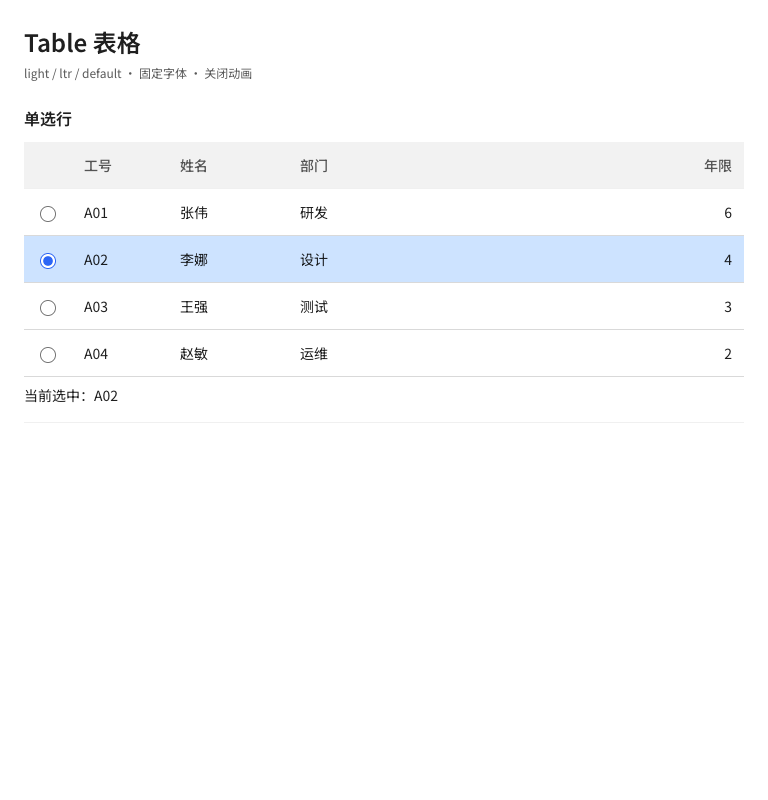 Table 表格
light / ltr / default • 固定字体 • 关闭动画
单选行
工号 姓名 部门 年限
A01 张伟 研发 6
A02 李娜 设计 4
A03 王强 测试 3
A04 赵敏 运维 2
当前选中：A02